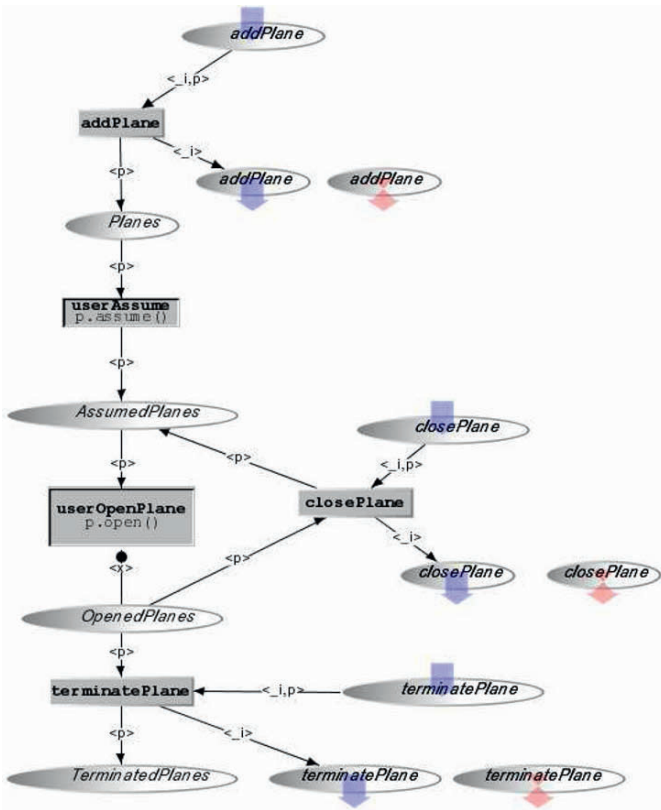 addPlane
<_i,p>
addPlane
<_i>
<p>
addPlane
addPlane
Planes
<p>
userAssume
p.assume()
<p>
AssumedPlanes
closePlane
<p>
<p>
<_i,p>
userOpenPlane
p.open()
closePlane
<_i>
<p>
<x>
closePlane
closePlane
OpenedPlanes
<p>
terminatePlane
<_i,p>
terminatePlane
<p>
<_i>
TerminatedPlanes
terminatePlane
terminatePlane